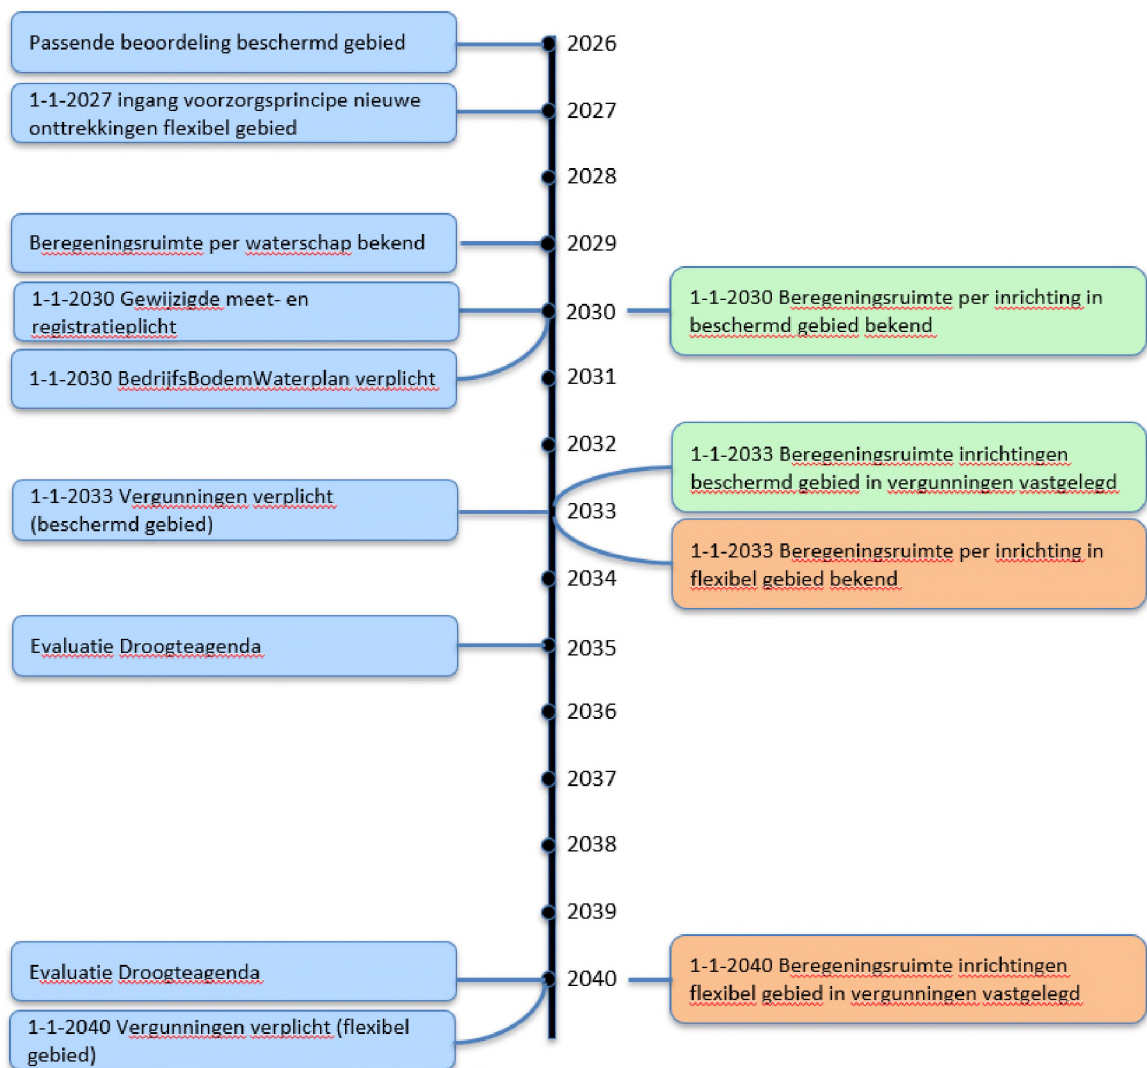 Passende beoordeling beschermd gebied
2026
1-1-2027 ingang voorzorgsprincipe nieuwe
onttrekkingen flexibel gebied
2027
2028
Beregeningsruimte per waterschap bekend
2029
1-1-2030 Gewijzigde meet- en
registratieplicht
2030
1-1-2030 Beregeningsruimte per inrichting in
beschermd gebied bekend
1-1-2030 BedrijfsBodemWaterplan verplicht
2031
2032
1-1-2033 Beregeningsruimte inrichtingen
beschermd gebied in vergunningen vastgelegd
1-1-2033 Vergunningen verplicht
(beschermd gebied)
2033
1-1-2033 Beregeningsruimte per inrichting in
flexibel gebied bekend
2034
Evaluatie Droogteagenda
2035
2036
2037
2038
2039
Evaluatie Droogteagenda
2040
1-1-2040 Beregeningsruimte inrichtingen
flexibel gebied in vergunningen vastgelegd
1-1-2040 Vergunningen verplicht (flexibel
gebied)